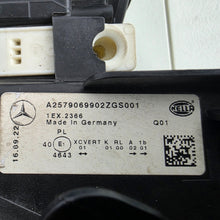 A2579069902ZGS001
1EX.2366
Made in Germany
Q01
HELLA
16.09.22
PL
40 E1 XCVERT K RL A 1b
01 01 00 02 01
4643